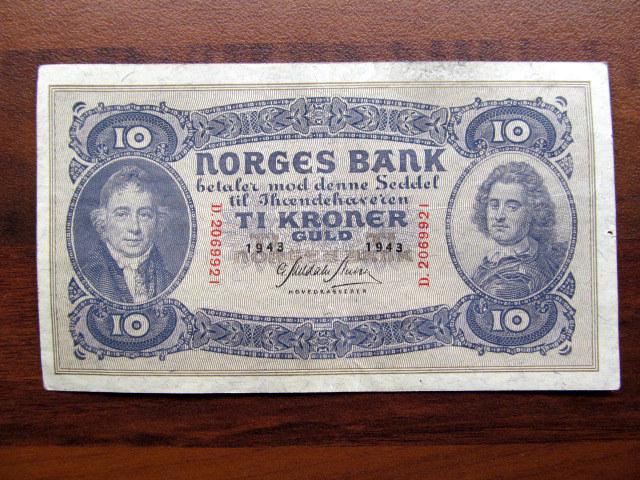 10 10
NORGES BANK
betaler mod denne Seddel
til Ihændehaveren
TI KRONER
GULD
1943 1943
D. 2069921 D. 2069921
HOVEDKASSERER
10 10